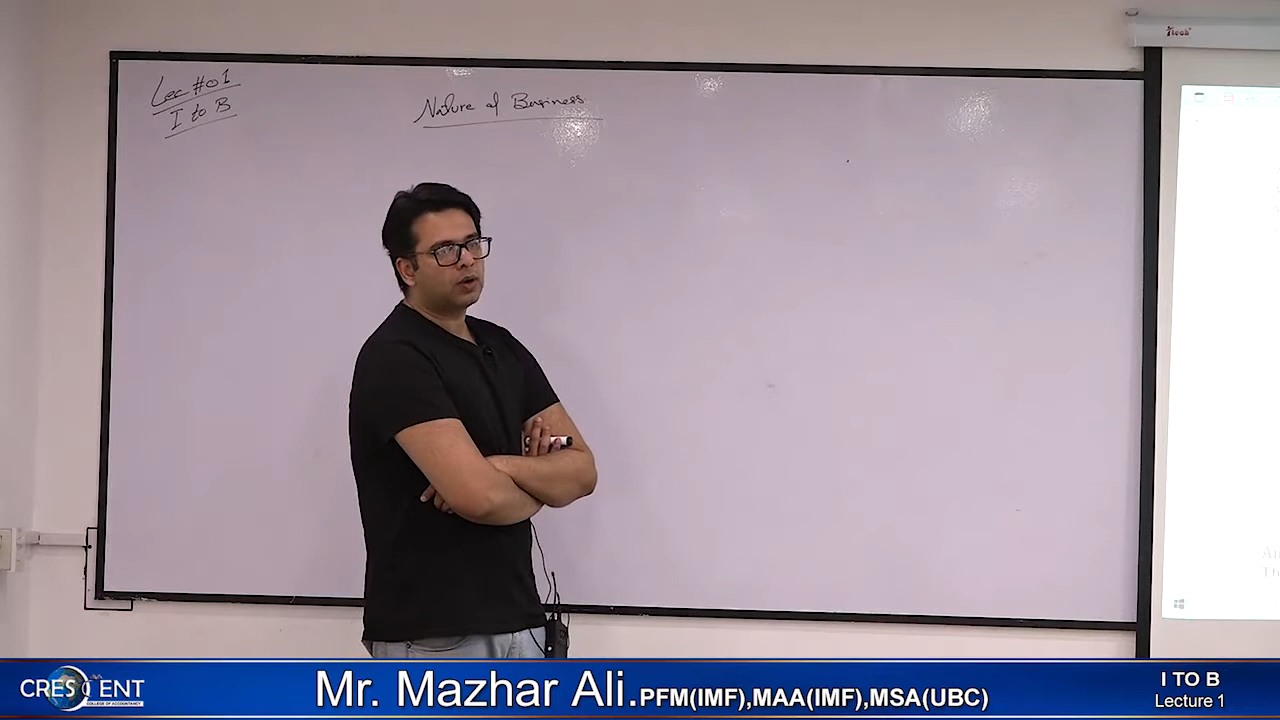 Lec #01
I to B
Nature of Business
iTech
CRESCENT
COLLEGE OF ACCOUNTANCY
Mr. Mazhar Ali.PFM(IMF),MAA(IMF),MSA(UBC)
I TO B
Lecture 1